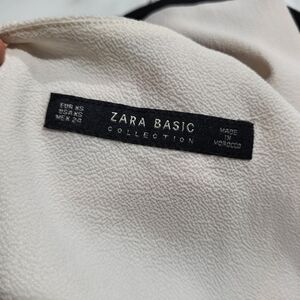 EUR XS
USA XS
MEX 24
ZARA BASIC
COLLECTION
MADE
IN
MOROCCO